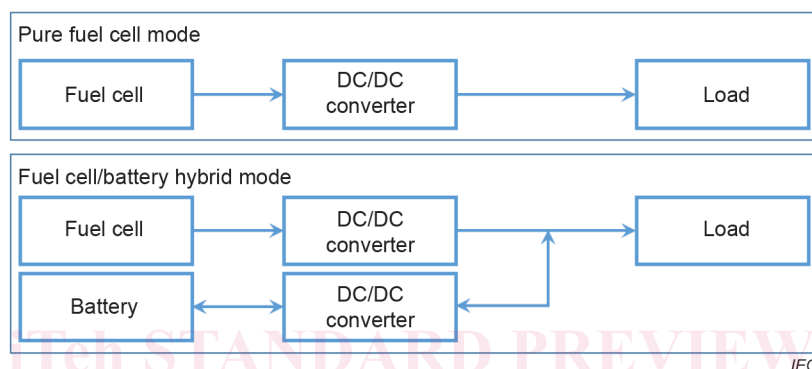 Pure fuel cell mode
Fuel cell
DC/DC
converter
Load
Fuel cell/battery hybrid mode
Fuel cell
DC/DC
converter
Load
Battery
DC/DC
converter
iTeh STANDARD PREVIEW
IEC